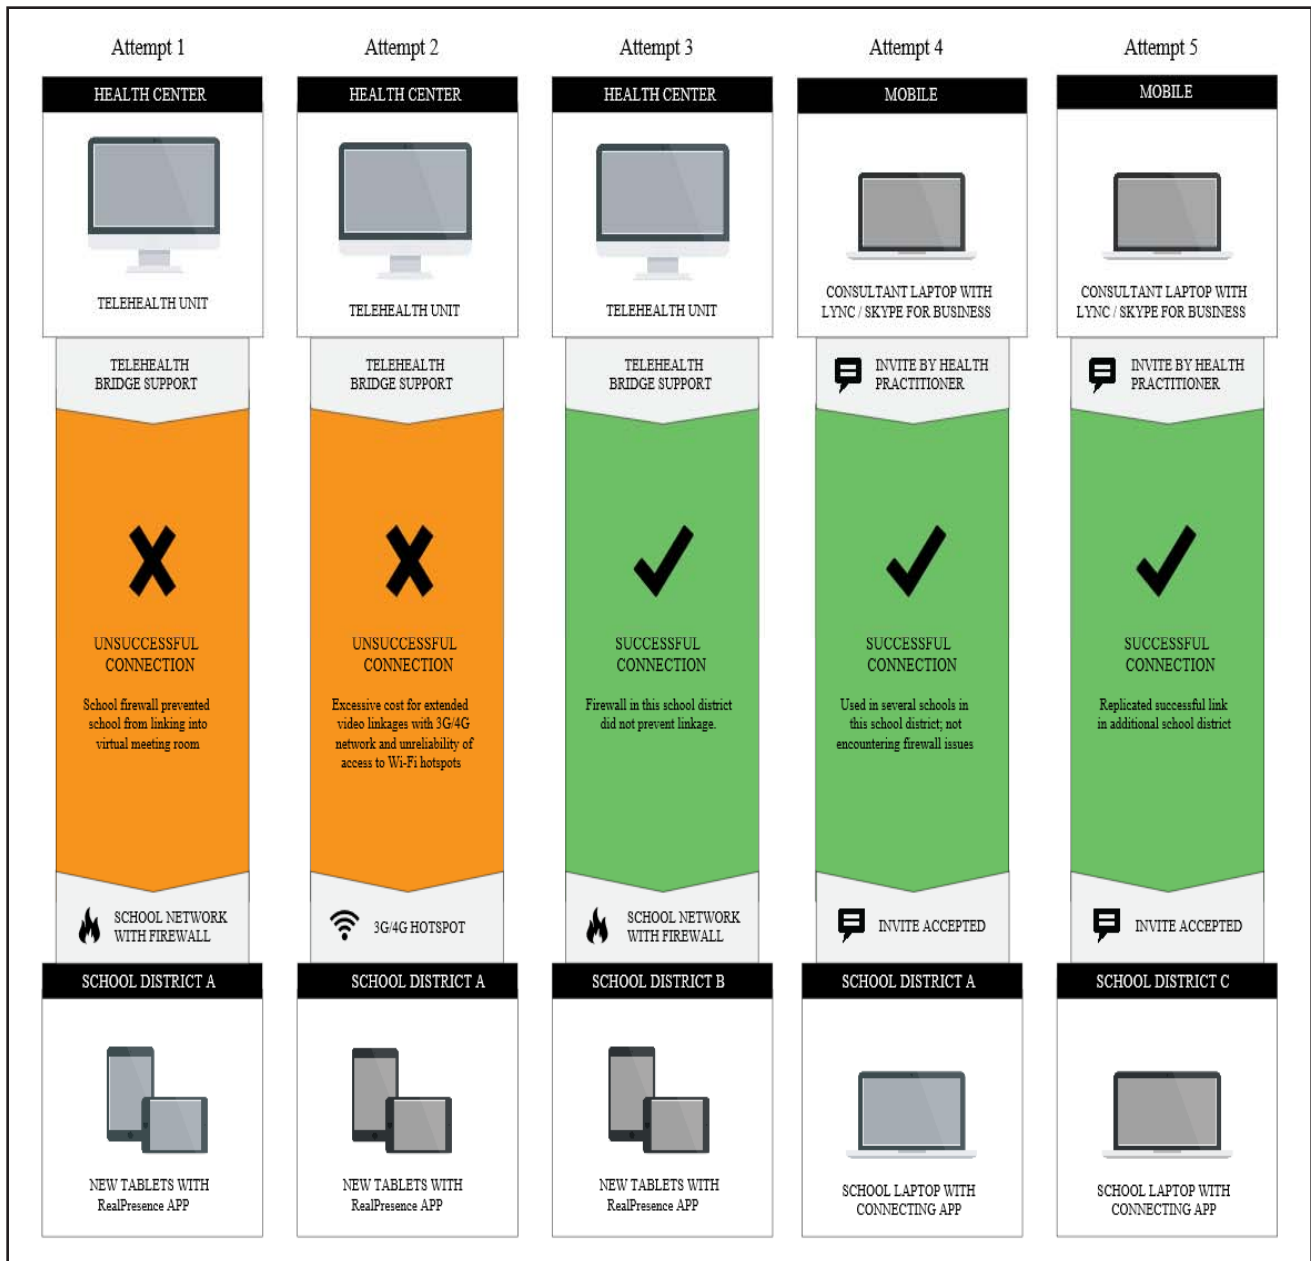 Attempt 1
HEALTH CENTER
TELEHEALTH UNIT
TELEHEALTH
BRIDGE SUPPORT
UNSUCCESSFUL
CONNECTION
School firewall prevented
school from linking into
virtual meeting room
SCHOOL NETWORK
WITH FIREWALL
SCHOOL DISTRICT A
NEW TABLETS WITH
RealPresence APP
Attempt 2
HEALTH CENTER
TELEHEALTH UNIT
TELEHEALTH
BRIDGE SUPPORT
UNSUCCESSFUL
CONNECTION
Excessive cost for extended
video linkages with 3G/4G
network and unreliability of
access to Wi-Fi hotspots
3G/4G HOTSPOT
SCHOOL DISTRICT A
NEW TABLETS WITH
RealPresence APP
Attempt 3
HEALTH CENTER
TELEHEALTH UNIT
TELEHEALTH
BRIDGE SUPPORT
SUCCESSFUL
CONNECTION
Firewall in this school district
did not prevent linkage.
SCHOOL NETWORK
WITH FIREWALL
SCHOOL DISTRICT B
NEW TABLETS WITH
RealPresence APP
Attempt 4
MOBILE
CONSULTANT LAPTOP WITH
LYNC / SKYPE FOR BUSINESS
INVITE BY HEALTH
PRACTITIONER
SUCCESSFUL
CONNECTION
Used in several schools in
this school district; not
encountering firewall issues
INVITE ACCEPTED
SCHOOL DISTRICT A
SCHOOL LAPTOP WITH
CONNECTING APP
Attempt 5
MOBILE
CONSULTANT LAPTOP WITH
LYNC / SKYPE FOR BUSINESS
INVITE BY HEALTH
PRACTITIONER
SUCCESSFUL
CONNECTION
Replicated successful link
in additional school district
INVITE ACCEPTED
SCHOOL DISTRICT C
SCHOOL LAPTOP WITH
CONNECTING APP